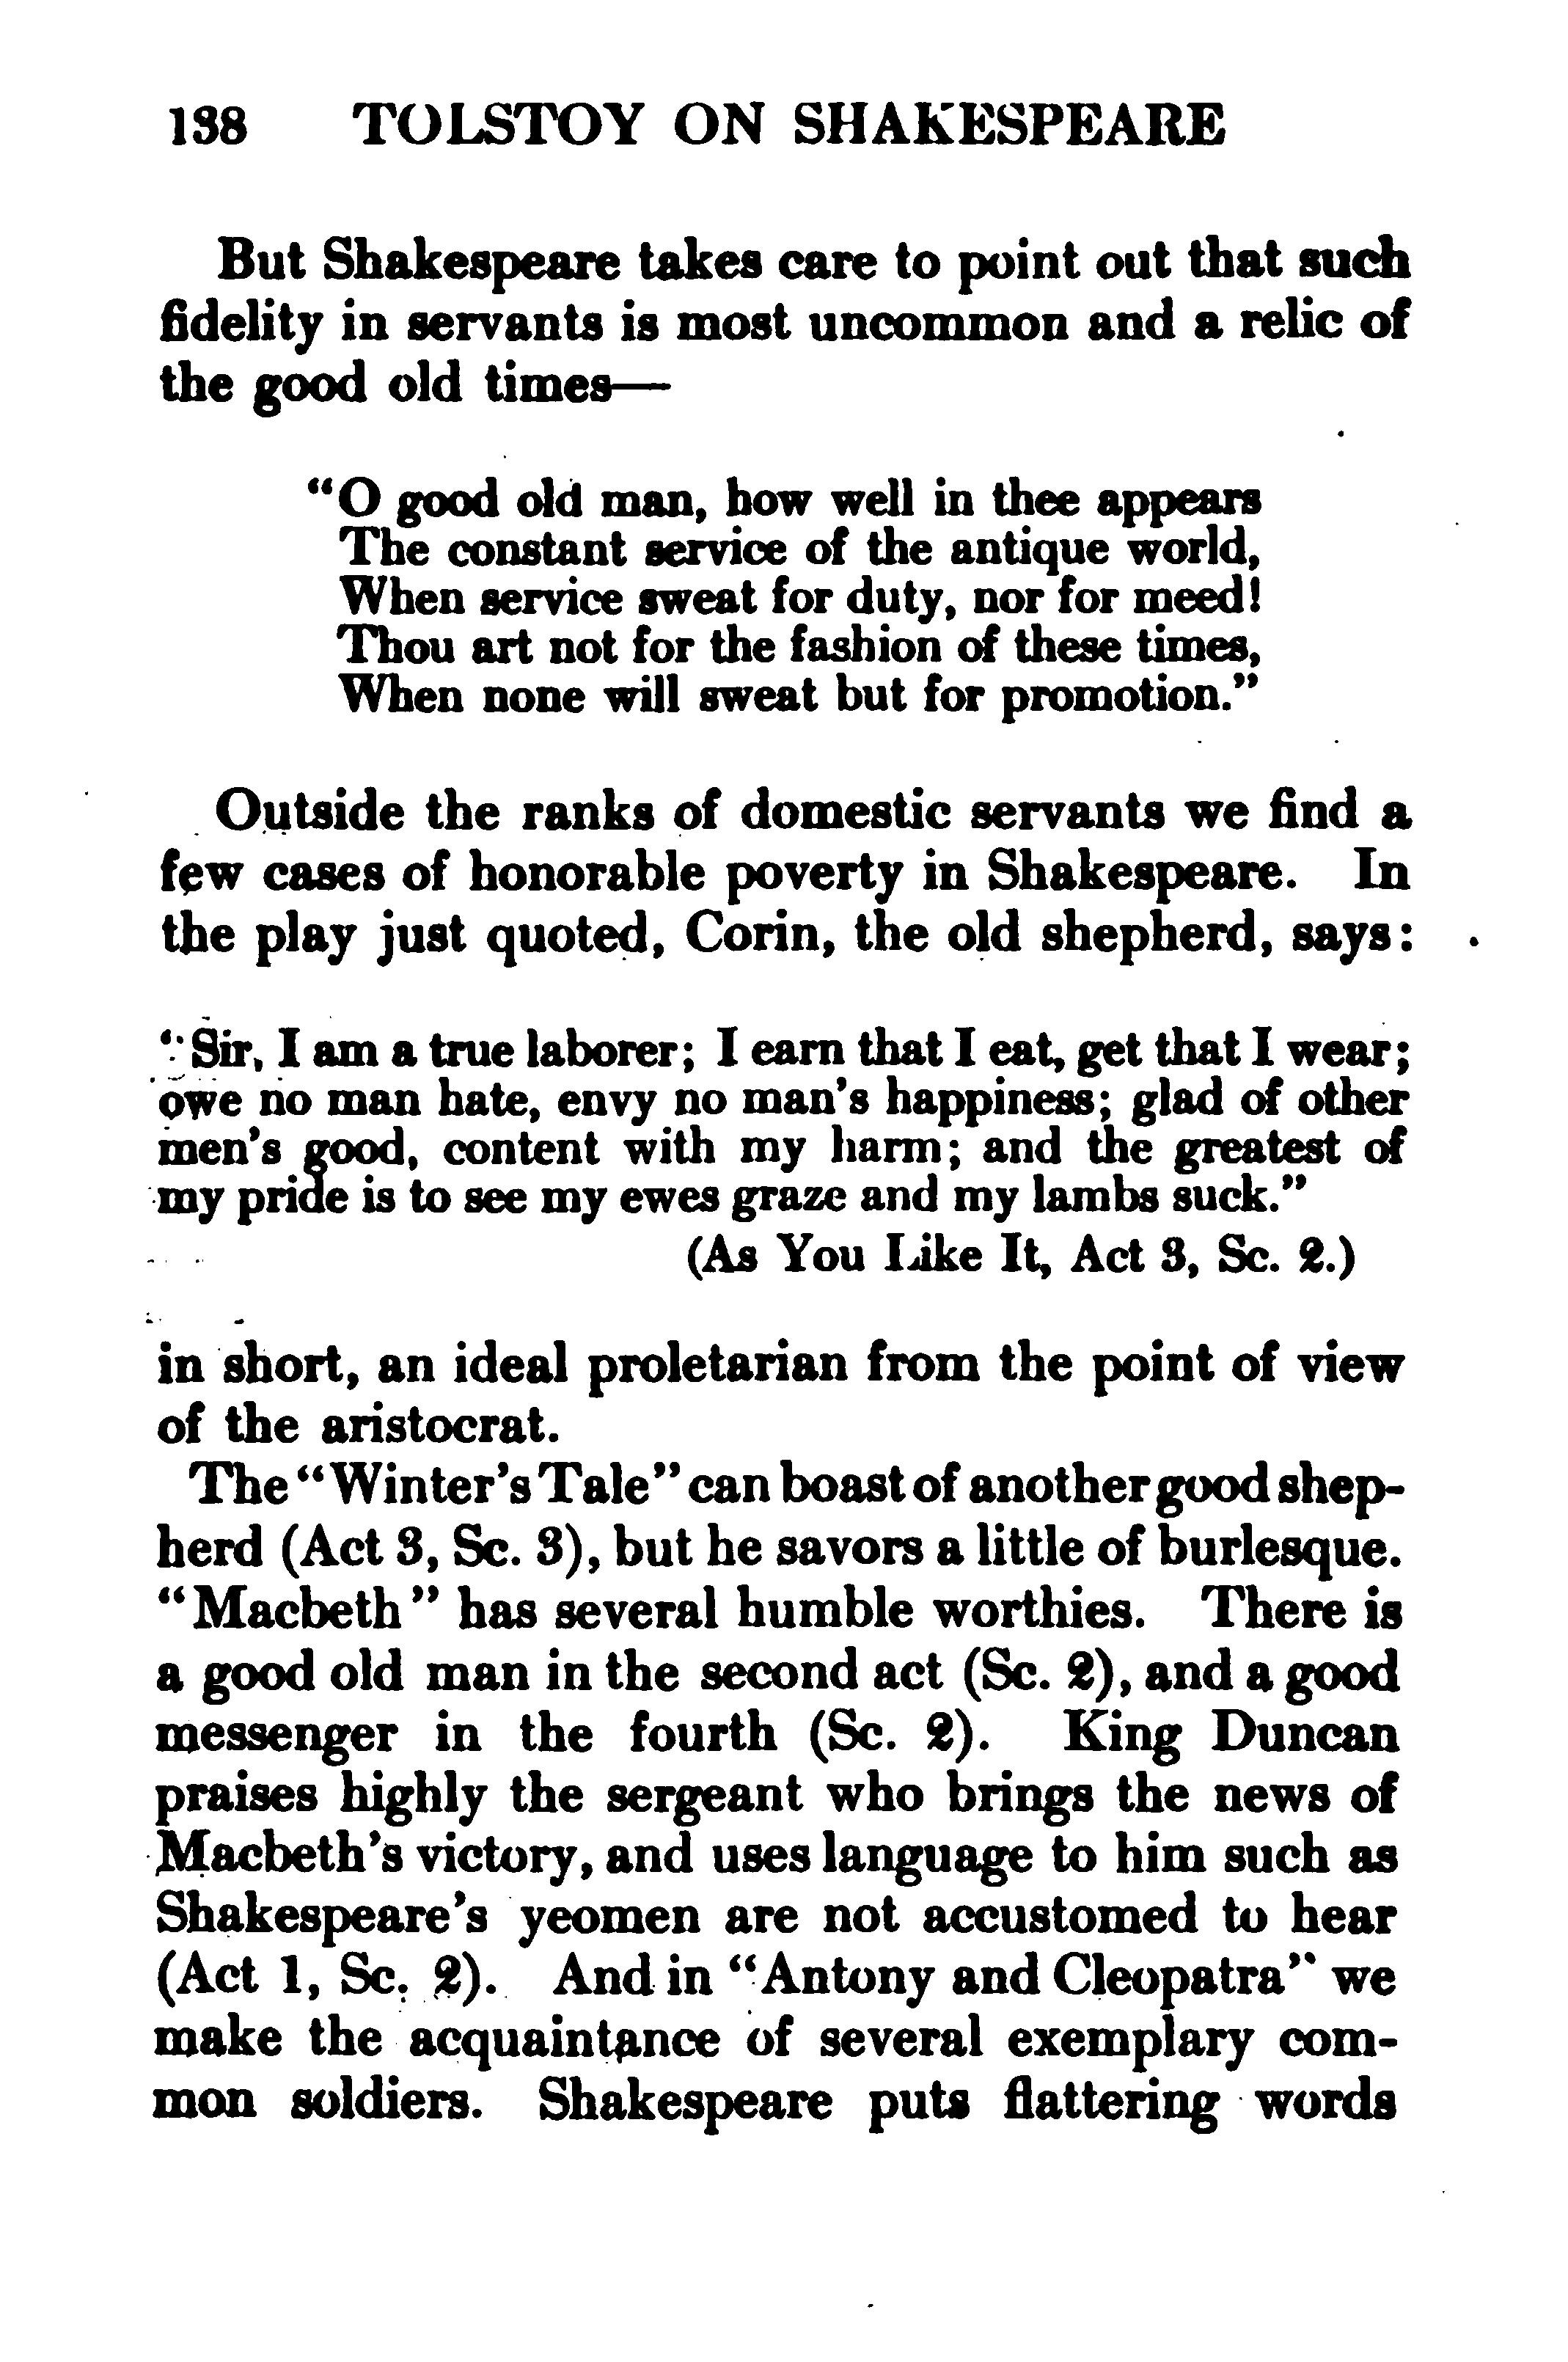 138 TOLSTOY ON SHAKESPEARE
But Shakespeare takes care to point out that such
fidelity in servants is most uncommon and a relic of
the good old times—
“O good old man, how well in thee appears
The constant service of the antique world,
When service sweat for duty, nor for meed!
Thou art not for the fashion of these times,
When none will sweat but for promotion.”
Outside the ranks of domestic servants we find a
few cases of honorable poverty in Shakespeare. In
the play just quoted, Corin, the old shepherd, says:
“Sir, I am a true laborer; I earn that I eat, get that I wear;
owe no man hate, envy no man’s happiness; glad of other
men’s good, content with my harm; and the greatest of
my pride is to see my ewes graze and my lambs suck.”
(As You Like It, Act 3, Sc. 2.)
in short, an ideal proletarian from the point of view
of the aristocrat.
The “Winter’s Tale” can boast of another good shep-
herd (Act 3, Sc. 3), but he savors a little of burlesque.
“Macbeth” has several humble worthies. There is
a good old man in the second act (Sc. 2), and a good
messenger in the fourth (Sc. 2). King Duncan
praises highly the sergeant who brings the news of
Macbeth’s victory, and uses language to him such as
Shakespeare’s yeomen are not accustomed to hear
(Act 1, Sc. 2). And in “Antony and Cleopatra” we
make the acquaintance of several exemplary com-
mon soldiers. Shakespeare puts flattering words